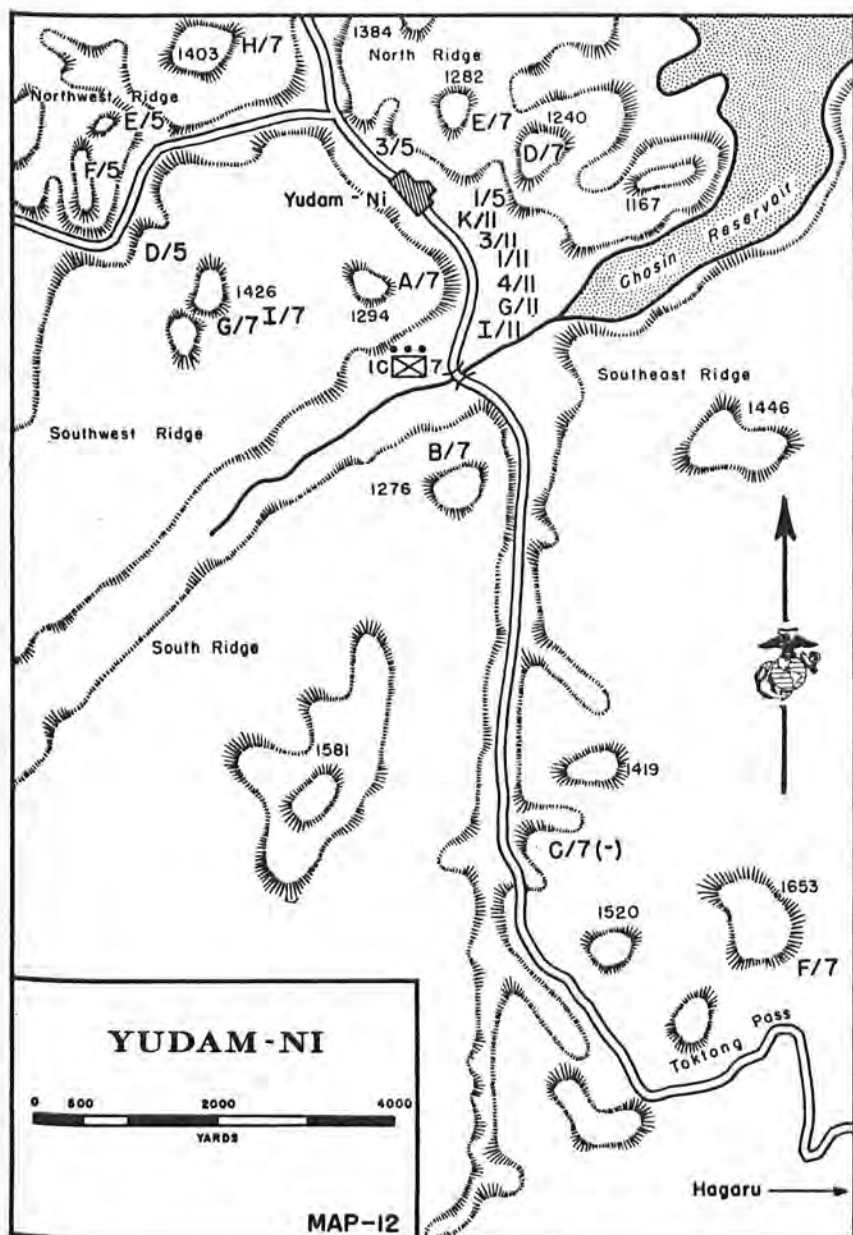 1384
North Ridge
1403
H/7
1282
Northwest Ridge
E/5
E/7
1240
3/5
D/7
F/5
Yudam-Ni
1/5
K/11
3/11
1/11
4/11
G/11
I/11
1167
Chosin Reservoir
D/5
1426
G/7 I/7
A/7
1294
1C 7
Southeast Ridge
1446
Southwest Ridge
B/7
1276
South Ridge
1581
1419
C/7(-)
1653
1520
F/7
Toktong Pass
YUDAM-NI
0 500 2000 4000
YARDS
MAP-12
Hagaru